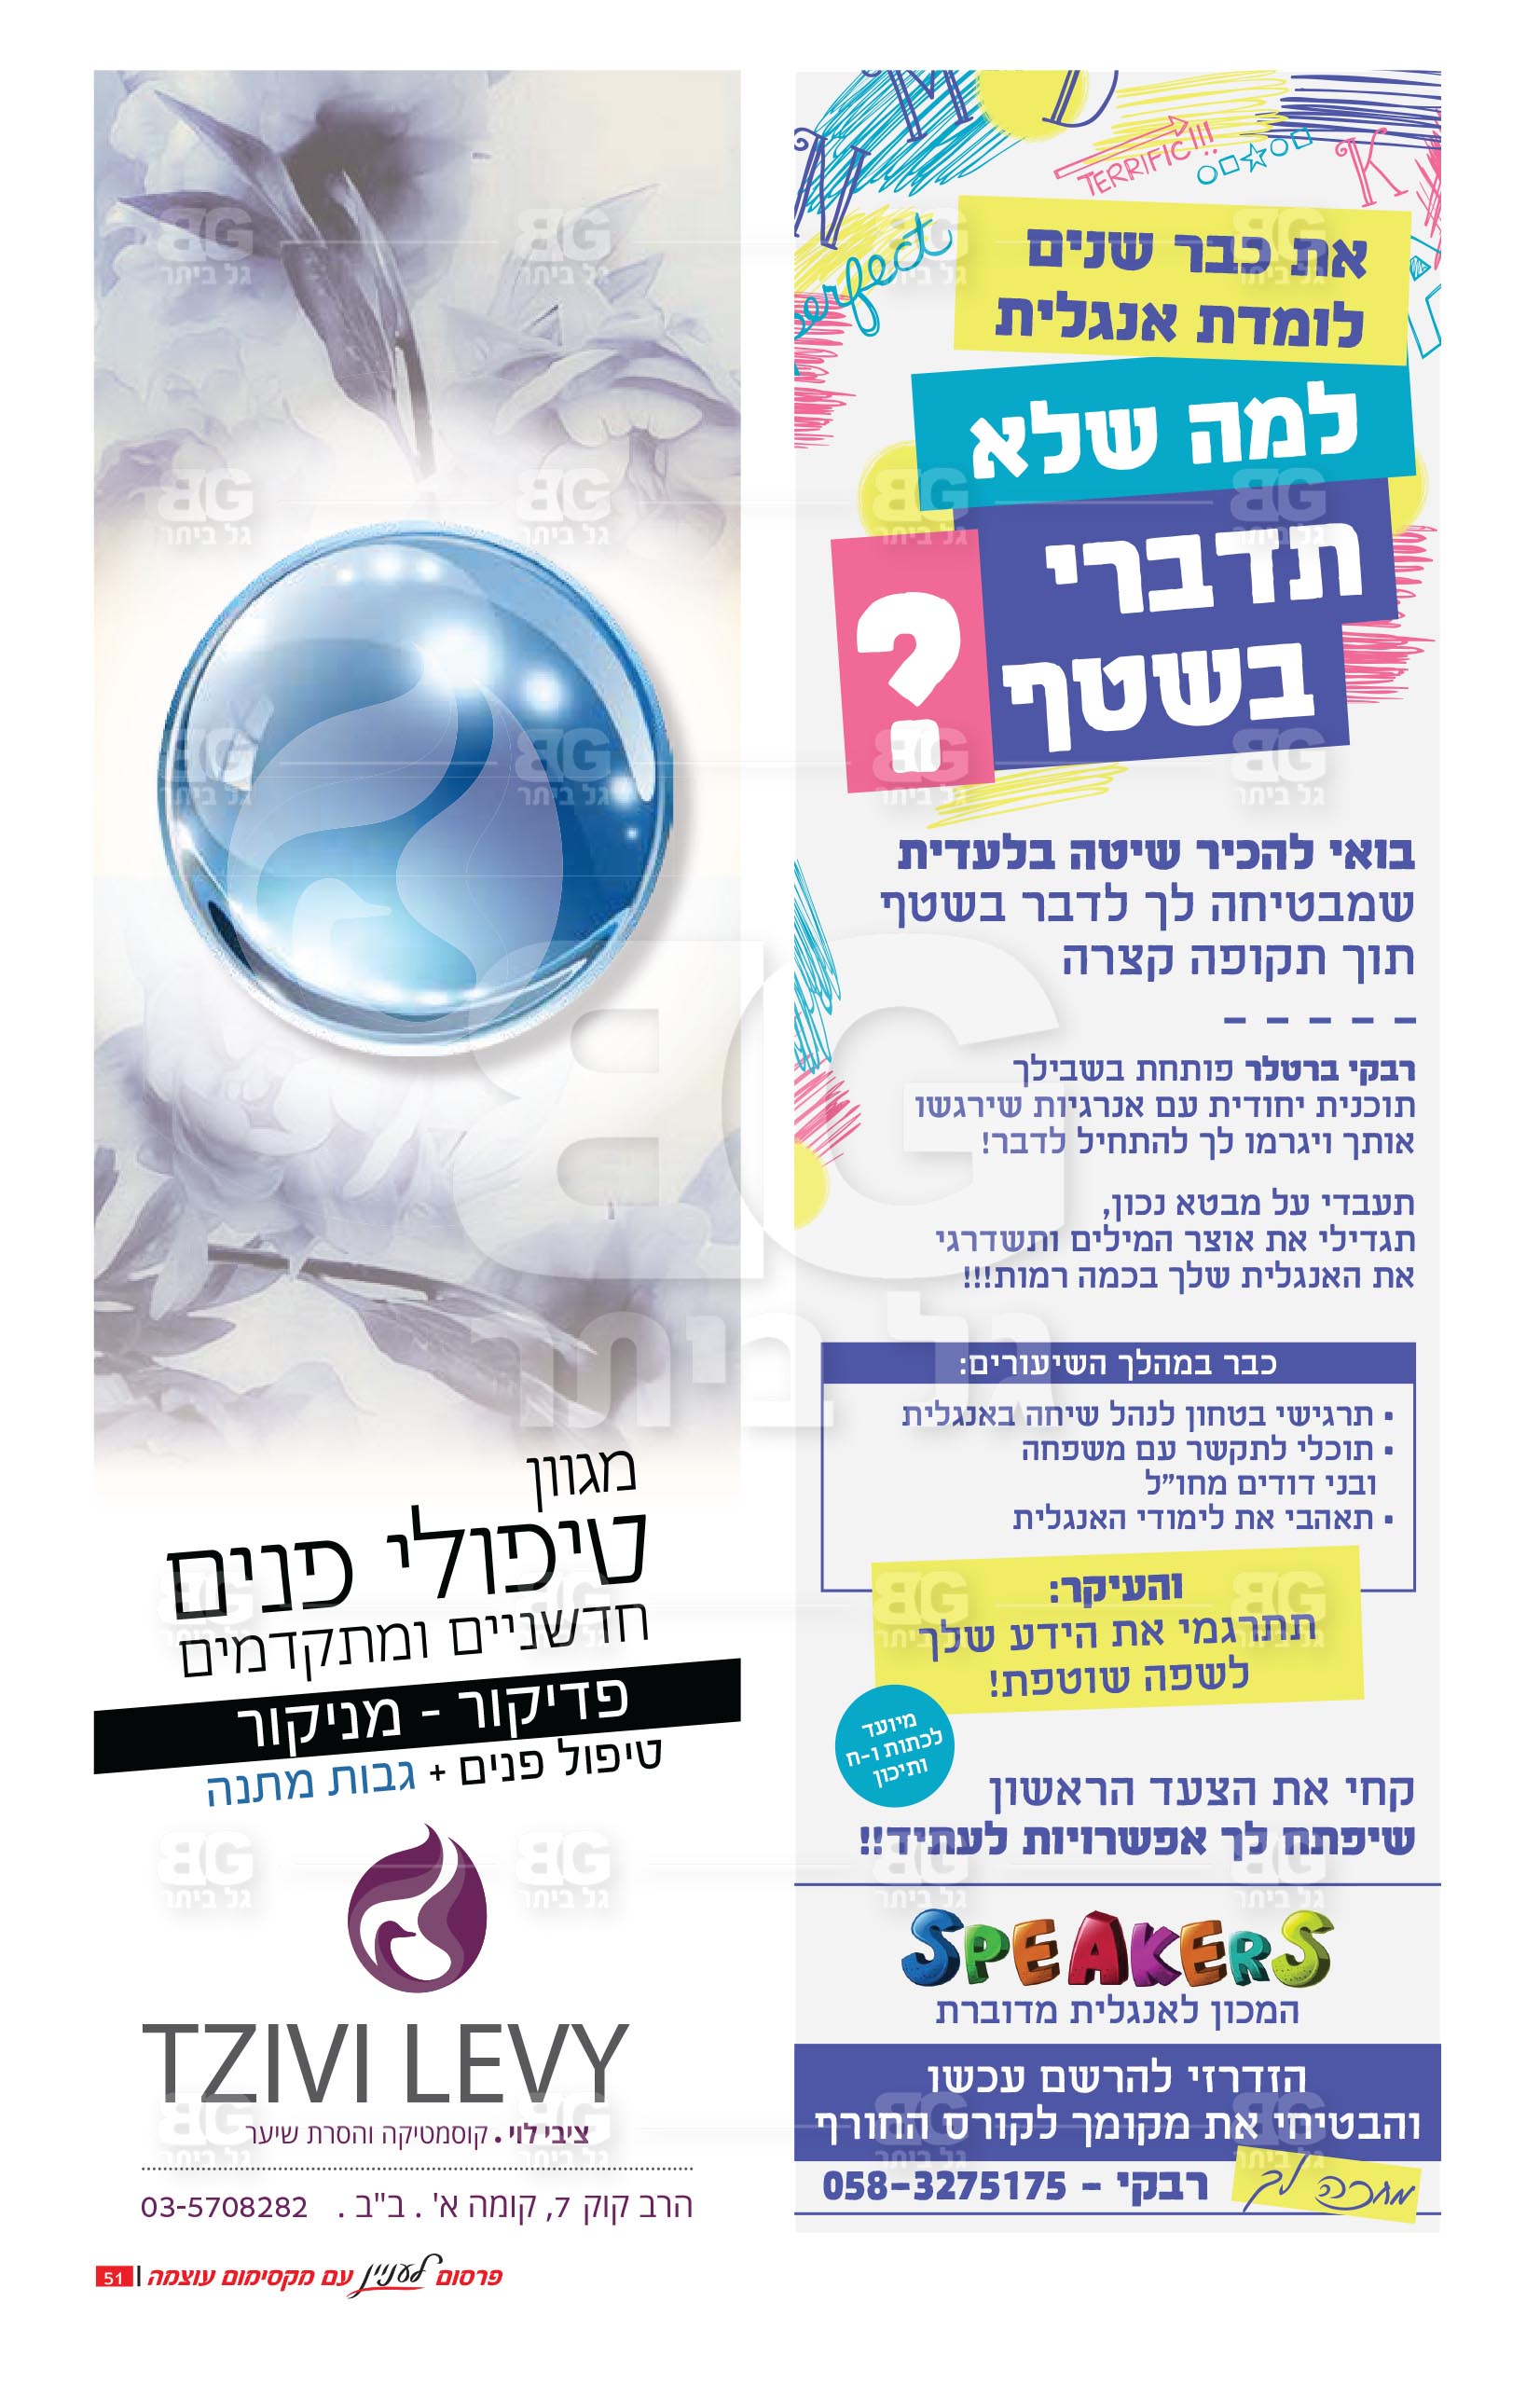 TERRIFIC!!!
perfect
את כבר שנים
לומדת אנגלית
למה שלא
תדברי
בשטף
?
בואי להכיר שיטה בלעדית
שמבטיחה לך לדבר בשטף
תוך תקופה קצרה
רבקי ברטלר פותחת בשבילך
תוכנית יחודית עם אנרגיות שירגשו
אותך ויגרמו לך להתחיל לדבר!
תעבדי על מבטא נכון,
תגדילי את אוצר המילים ותשדרגי
את האנגלית שלך בכמה רמות!!!
כבר במהלך השיעורים:
• תרגישי בטחון לנהל שיחה באנגלית
• תוכלי לתקשר עם משפחה
ובני דודים מחו"ל
• תאהבי את לימודי האנגלית
והעיקר:
תתרגמי את הידע שלך
לשפה שוטפת!
מיועד
לכתות ו-ח
ותיכון
קחי את הצעד הראשון
שיפתח לך אפשרויות לעתיד!!
SPEAKERS
המכון לאנגלית מדוברת
הזדרזי להרשם עכשו
והבטיחי את מקומך לקורס החורף
מחכה לך
רבקי - 058-3275175
מגוון
טיפולי פנים
חדשניים ומתקדמים
פדיקור - מניקור
טיפול פנים + גבות מתנה
TZIVI LEVY
ציבי לוי • קוסמטיקה והסרת שיער
הרב קוק 7, קומה א' . ב"ב . 03-5708282
פרסום לעניין עם מקסימום עוצמה | 51
BG
גל ביתר